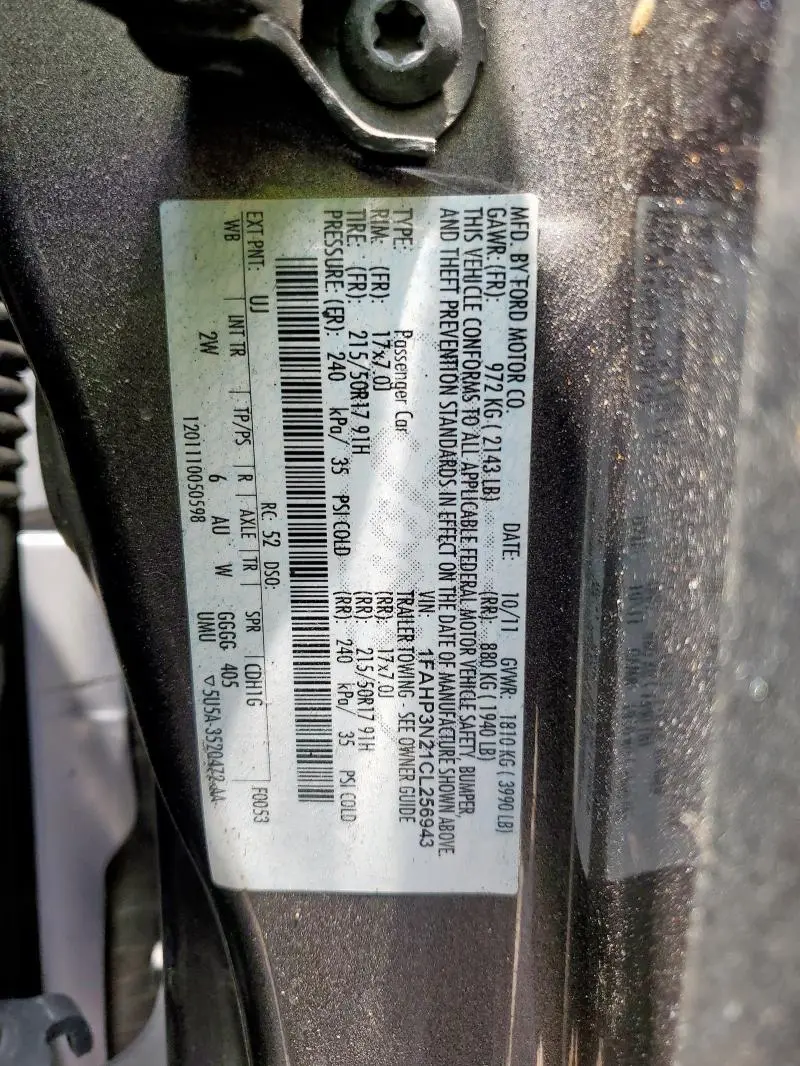 MFD. BY FORD MOTOR CO. DATE: 10/11 GVWR: 1810 KG ( 3990 LB)
GAWR: (FR): 972 KG ( 2143 LB) (RR): 880 KG ( 1940 LB)
THIS VEHICLE CONFORMS TO ALL APPLICABLE FEDERAL MOTOR VEHICLE SAFETY, BUMPER,
AND THEFT PREVENTION STANDARDS IN EFFECT ON THE DATE OF MANUFACTURE SHOWN ABOVE.
VIN: 1FAHP3N21CL256943
TYPE: Passenger Car TRAILER TOWING - SEE OWNER GUIDE
RIM: (FR): 17x7.0J (RR): 17x7.0J
TIRE: (FR): 215/50R17 91H (RR): 215/50R17 91H
PRESSURE: (FR): 240 kPa/ 35 PSI COLD (RR): 240 kPa/ 35 PSI COLD
RC: 52 DSO: F0053
EXT PNT: UJ CDH1G
WB INT TR TP/PS R AXLE TR SPR
2W 6 AU W GGGG 405
UMU
1201110050598 ▽5U5A-3520472-AA